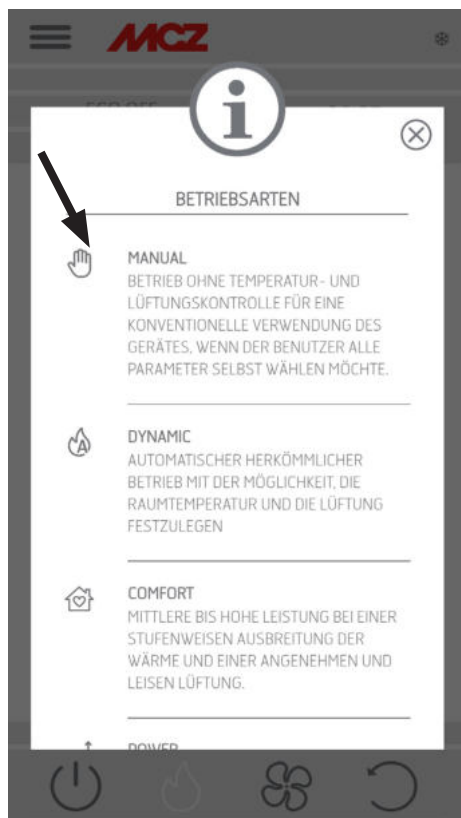 MCZ
BETRIEBSARTEN
MANUAL
BETRIEB OHNE TEMPERATUR- UND
LÜFTUNGSKONTROLLE FÜR EINE
KONVENTIONELLE VERWENDUNG DES
GERÄTES, WENN DER BENUTZER ALLE
PARAMETER SELBST WÄHLEN MÖCHTE.
DYNAMIC
AUTOMATISCHER HERKÖMMLICHER
BETRIEB MIT DER MÖGLICHKEIT, DIE
RAUMTEMPERATUR UND DIE LÜFTUNG
FESTZULEGEN
COMFORT
MITTLERE BIS HOHE LEISTUNG BEI EINER
STUFENWEISEN AUSBREITUNG DER
WÄRME UND EINER ANGENEHMEN UND
LEISEN LÜFTUNG.
POWER